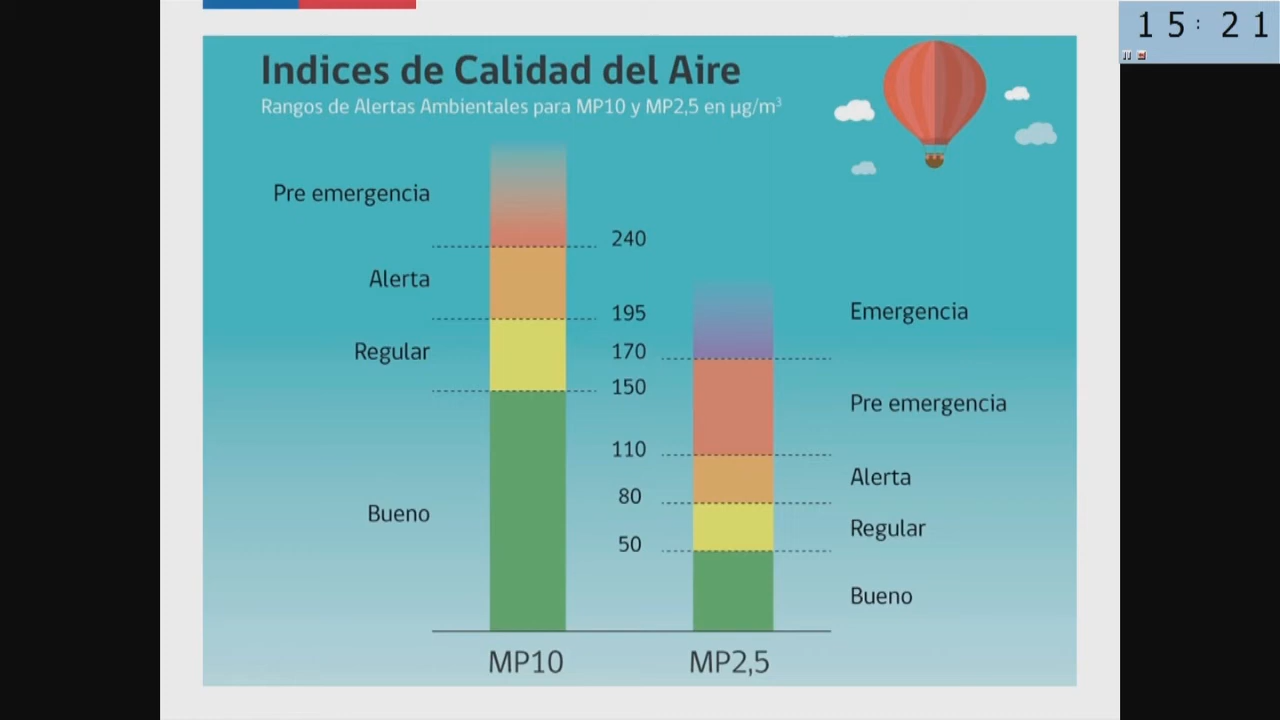 15:21
Indices de Calidad del Aire
Rangos de Alertas Ambientales para MP10 y MP2,5 en µg/m³
Pre emergencia
240
Alerta
195
Emergencia
Regular
170
150
Pre emergencia
110
Alerta
80
Regular
Bueno
50
Bueno
MP10
MP2,5